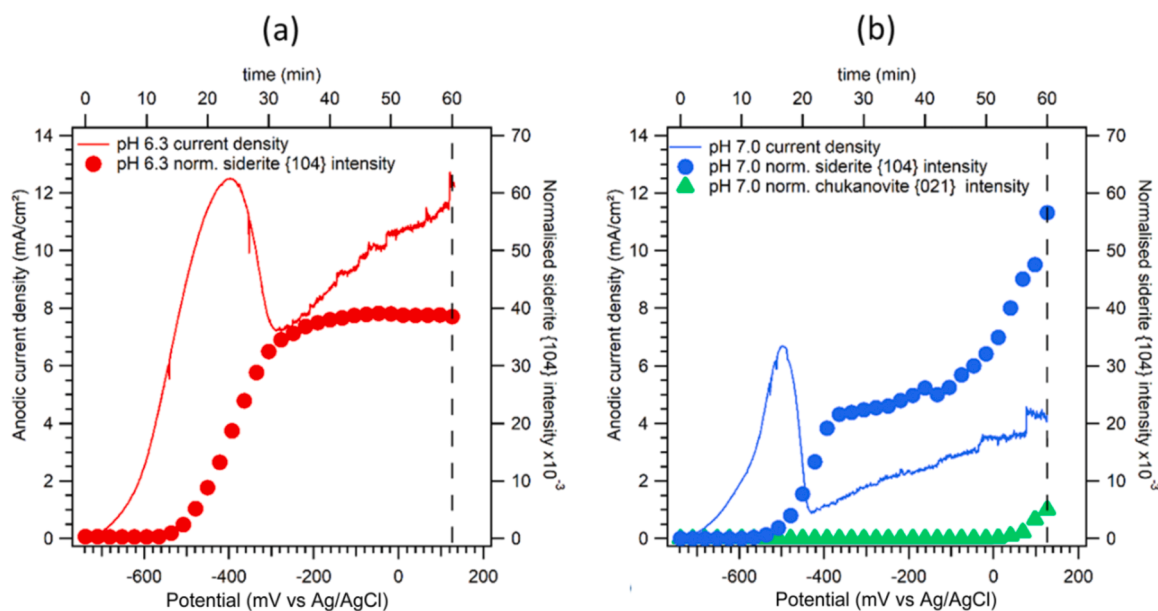 (a)
time (min)
0 10 20 30 40 50 60
14 12 10 8 6 4 2 0
Anodic current density (mA/cm²)
pH 6.3 current density
pH 6.3 norm. siderite {104} intensity
70 60 50 40 30 20 10 0
Normalised siderite {104} intensity x10⁻³
-600 -400 -200 0 200
Potential (mV vs Ag/AgCl)
(b)
time (min)
0 10 20 30 40 50 60
14 12 10 8 6 4 2 0
Anodic current density (mA/cm²)
pH 7.0 current density
pH 7.0 norm. siderite {104} intensity
pH 7.0 norm. chukanovite {021} intensity
70 60 50 40 30 20 10 0
Normalised siderite {104} intensity x10⁻³
-600 -400 -200 0 200
Potential (mV vs Ag/AgCl)